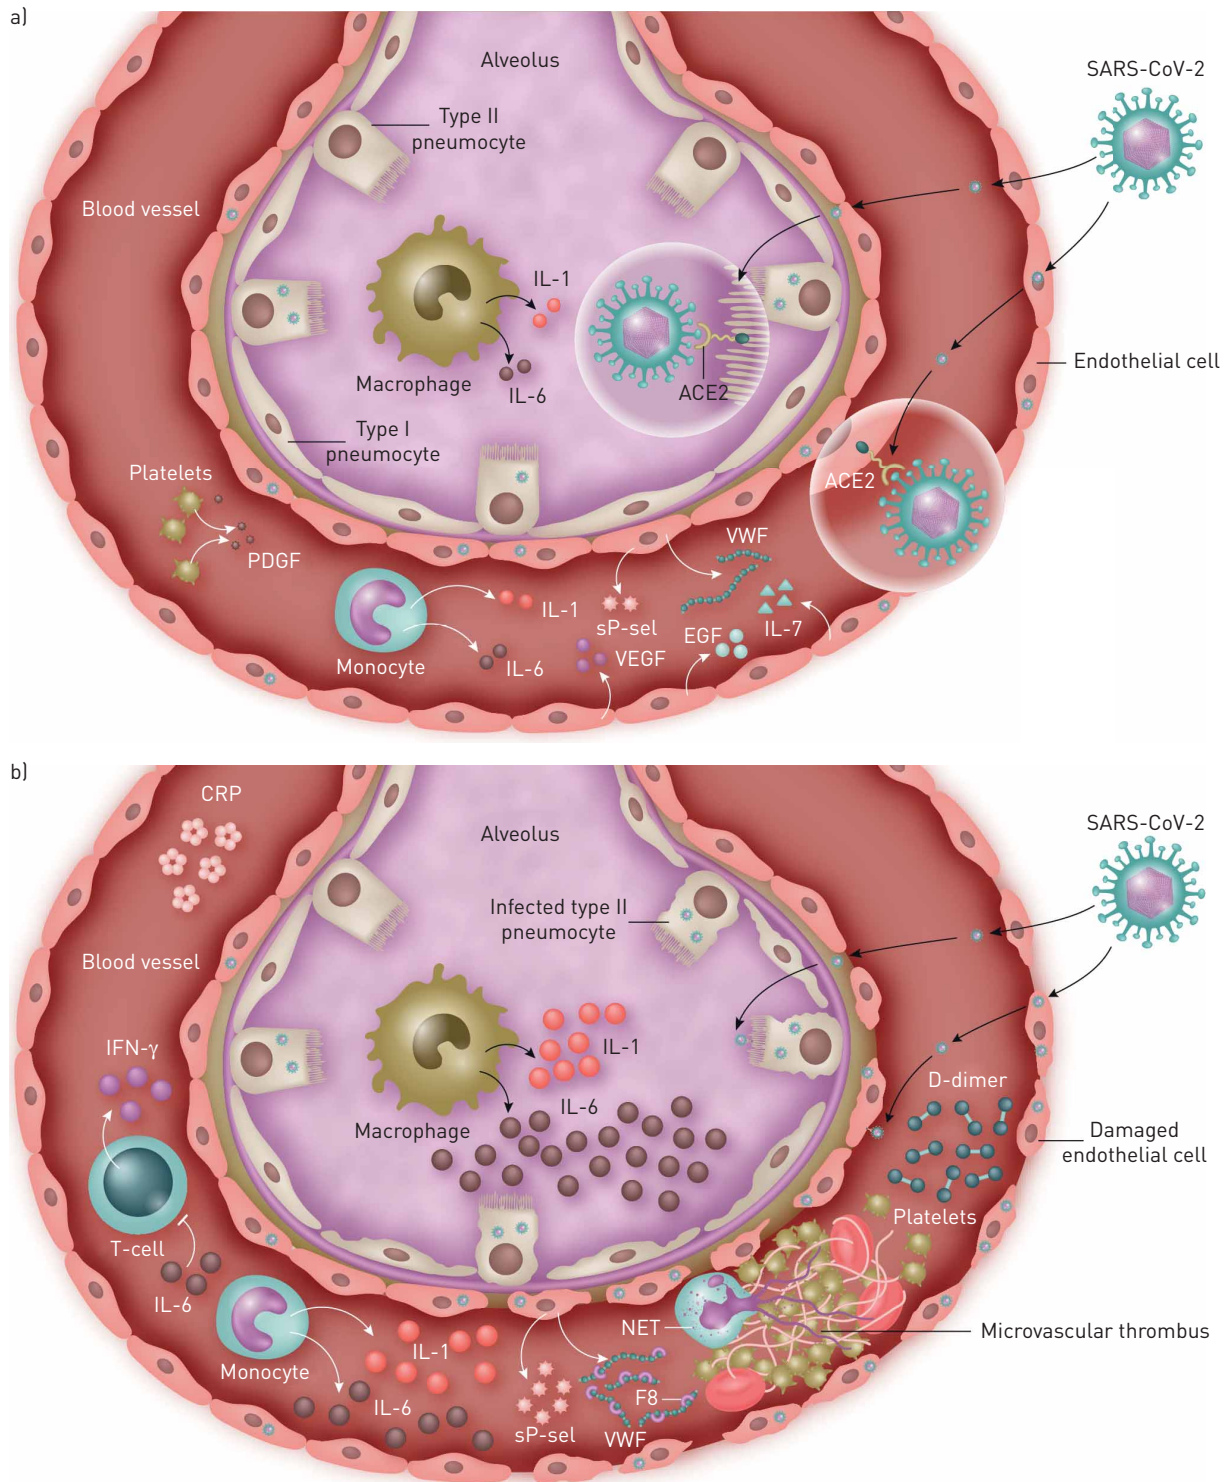 a)
Alveolus
SARS-CoV-2
Type II
pneumocyte
Blood vessel
IL-1
Endothelial cell
Macrophage
IL-6
ACE2
Type I
pneumocyte
Platelets
ACE2
PDGF
VWF
IL-1
sP-sel
IL-7
EGF
Monocyte
IL-6
VEGF
b)
CRP
SARS-CoV-2
Alveolus
Infected type II
pneumocyte
Blood vessel
IFN-γ
IL-1
D-dimer
IL-6
Macrophage
Damaged
endothelial cell
Platelets
T-cell
IL-6
NET
Microvascular thrombus
IL-1
Monocyte
F8
IL-6
sP-sel
VWF